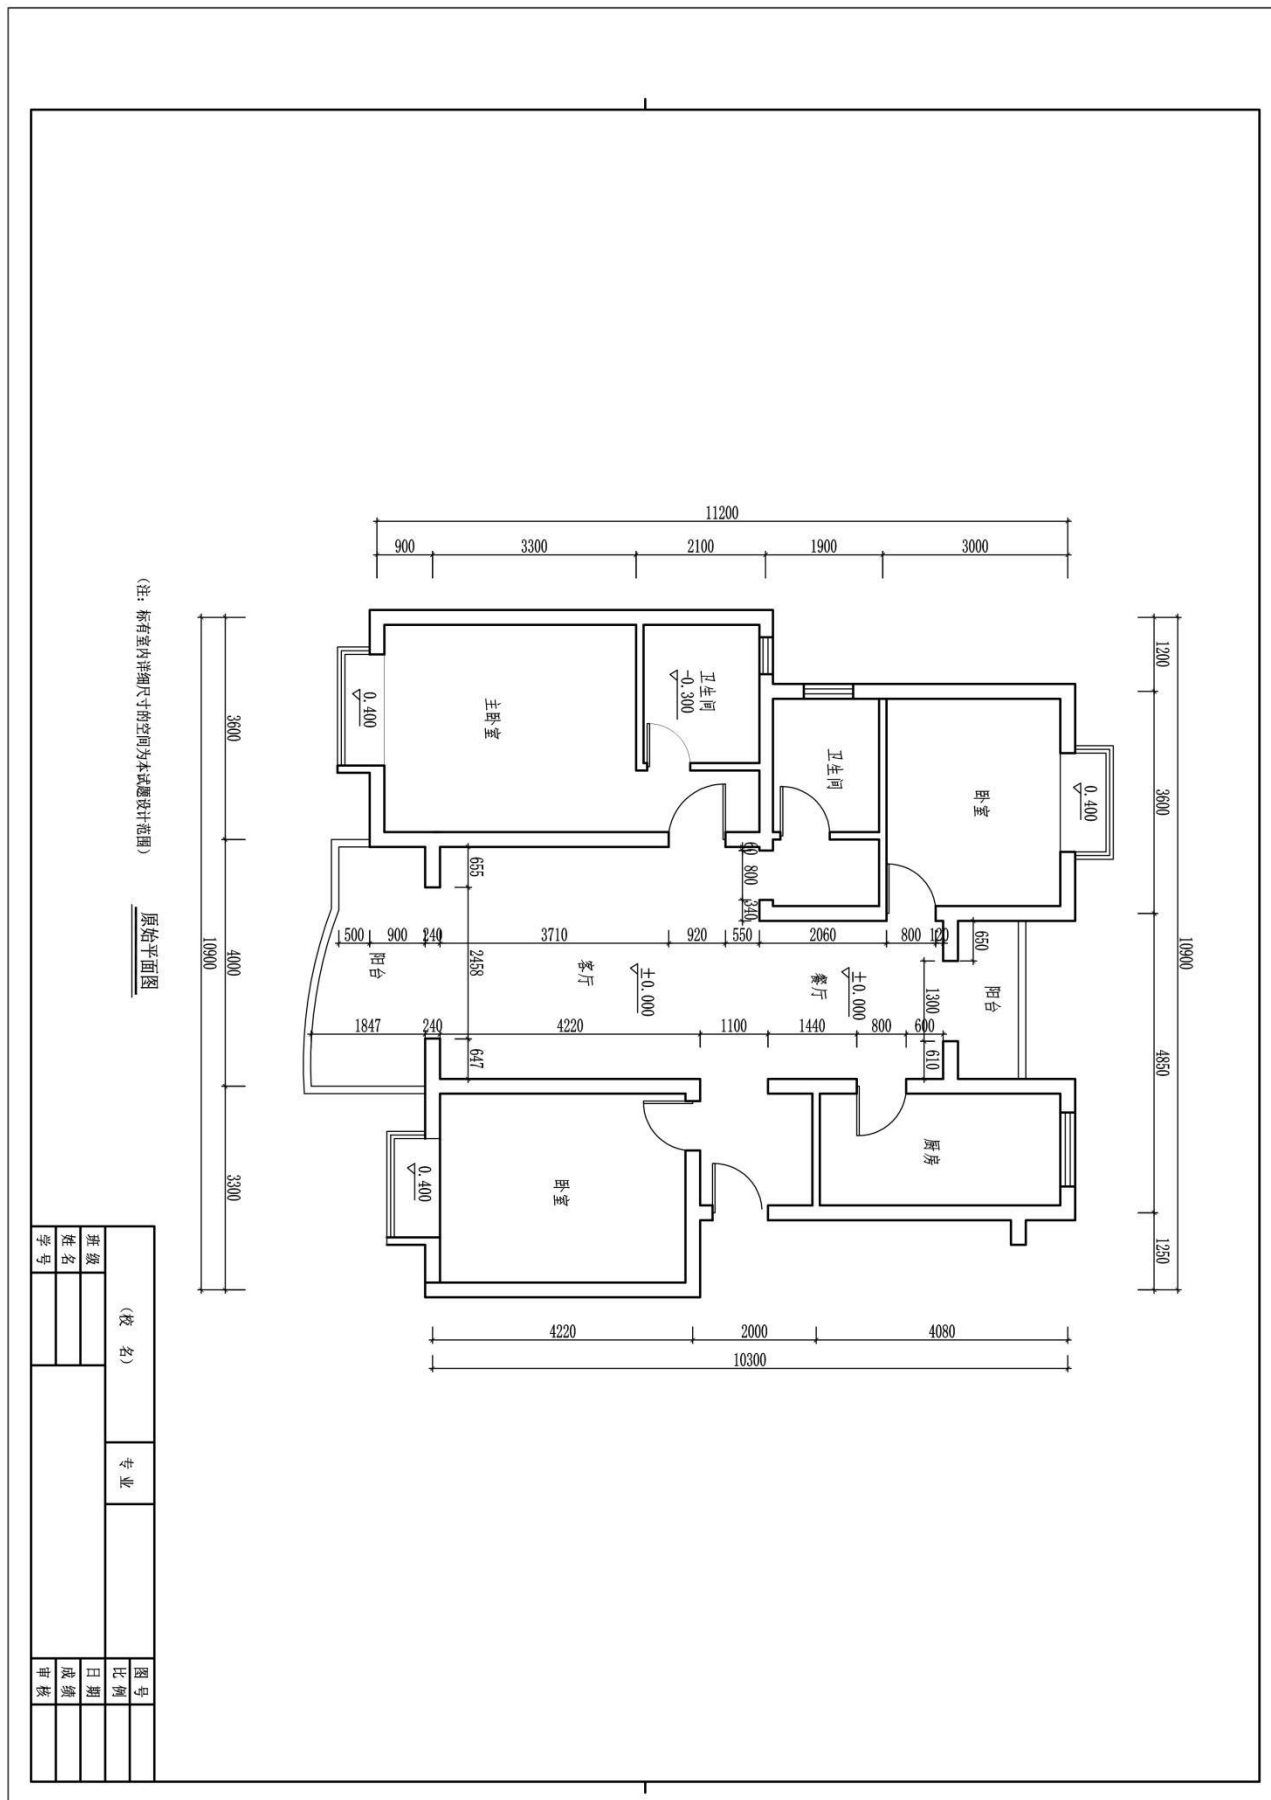 11200
900
3300
2100
1900
3000
1200
3600
4850
1250
10900
3600
4000
3300
10900
4220
2000
4080
10300
主卧室
卫生间
-0.300
卫生间
卧室
0.400
0.400
0.400
60
800
340
655
2458
647
500
900
240
3710
920
550
2060
800
120
650
1300
610
1847
240
4220
1100
1440
800
600
阳台
客厅
±0.000
餐厅
±0.000
阳台
厨房
卧室
原始平面图
(注: 标有室内详细尺寸的空间为本试题设计范围)
(校 名)
专 业
班 级
姓 名
学 号
图 号
比 例
日 期
成 绩
审 核